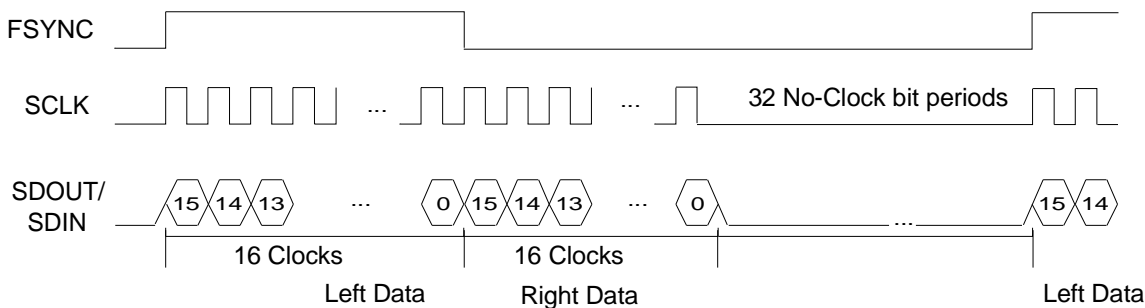 FSYNC
SCLK
... ... 32 No-Clock bit periods
SDOUT/
SDIN
15 14 13 ... 0 15 14 13 ... 0 ... 15 14
16 Clocks 16 Clocks
Left Data Right Data Left Data